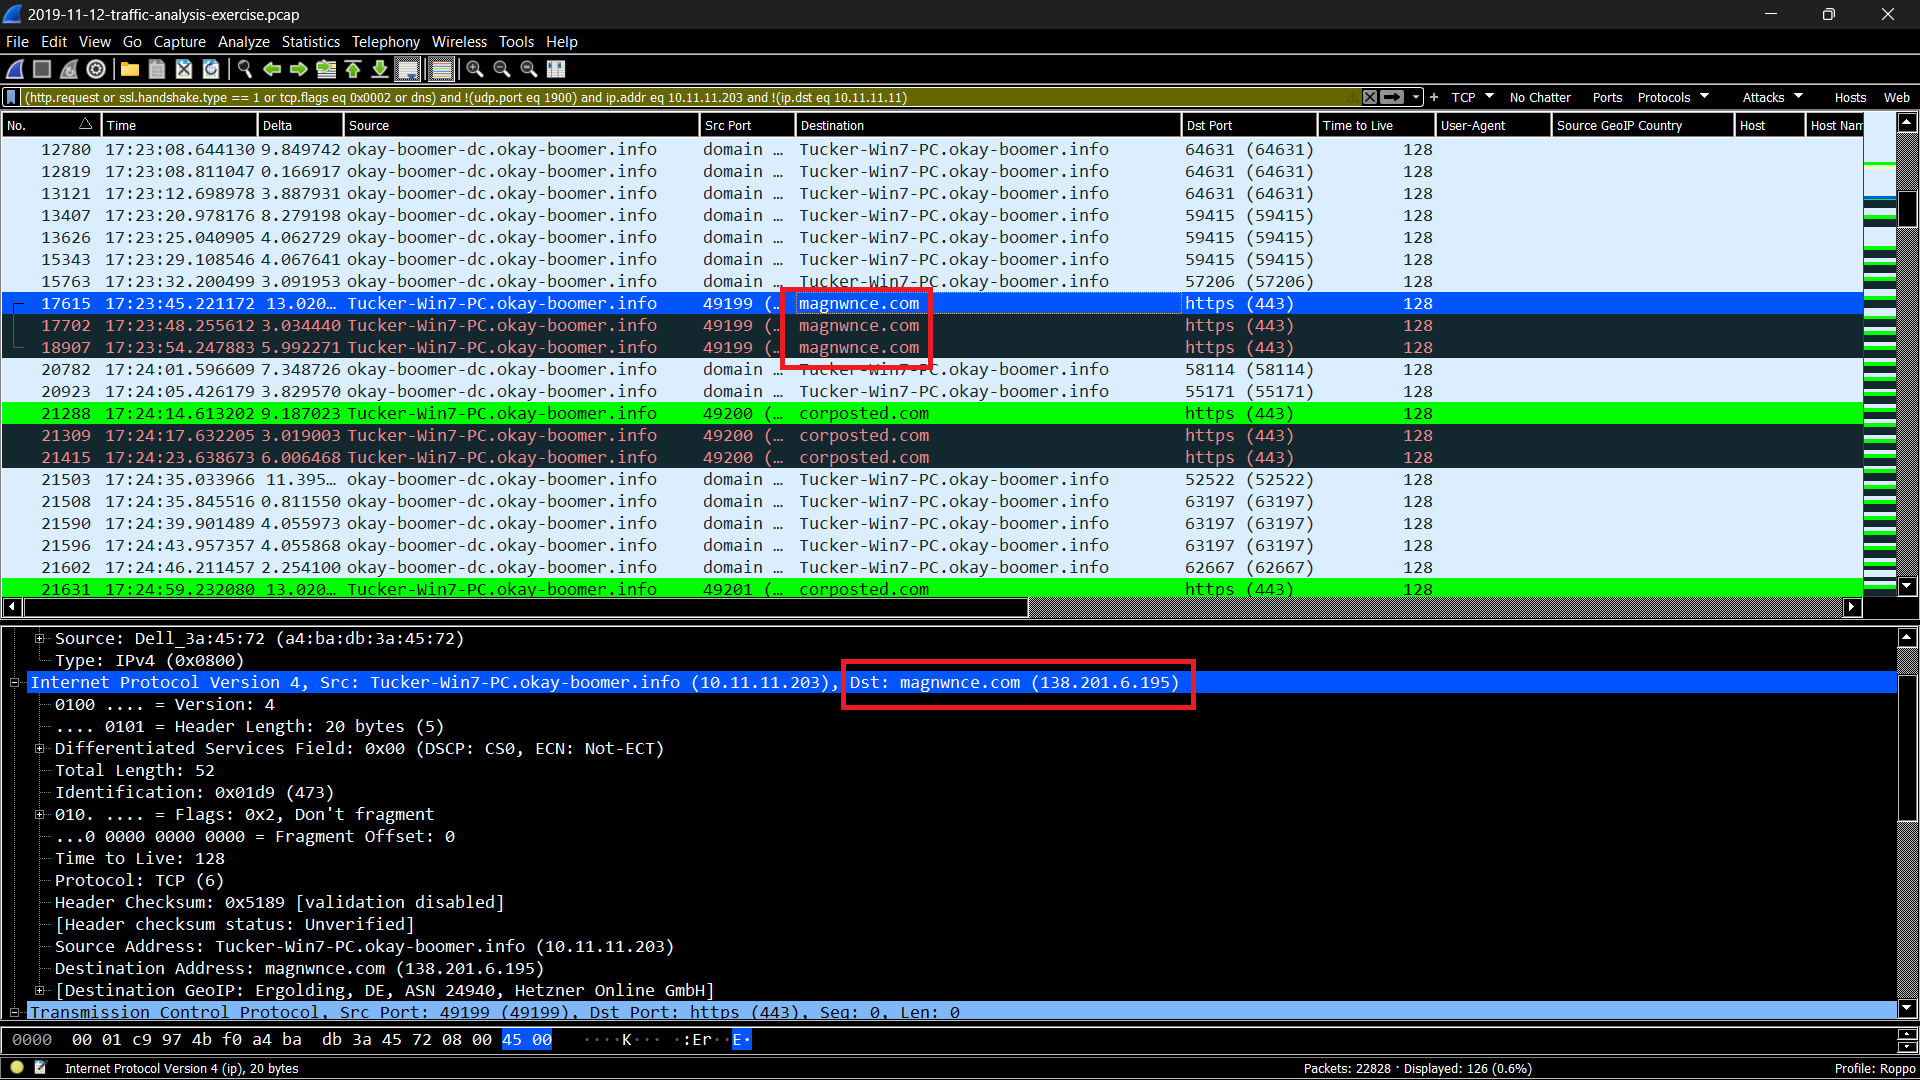 2019-11-12-traffic-analysis-exercise.pcap
File Edit View Go Capture Analyze Statistics Telephony Wireless Tools Help
(http.request or ssl.handshake.type == 1 or tcp.flags eq 0x0002 or dns) and !(udp.port eq 1900) and ip.addr eq 10.11.11.203 and !(ip.dst eq 10.11.11.11) + TCP No Chatter Ports Protocols Attacks Hosts Web
No. Time Delta Source Src Port Destination Dst Port Time to Live User-Agent Source GeoIP Country Host Host Nam
12780 17:23:08.644130 9.849742 okay-boomer-dc.okay-boomer.info domain … Tucker-Win7-PC.okay-boomer.info 64631 (64631) 128
12819 17:23:08.811047 0.166917 okay-boomer-dc.okay-boomer.info domain … Tucker-Win7-PC.okay-boomer.info 64631 (64631) 128
13121 17:23:12.698978 3.887931 okay-boomer-dc.okay-boomer.info domain … Tucker-Win7-PC.okay-boomer.info 64631 (64631) 128
13407 17:23:20.978176 8.279198 okay-boomer-dc.okay-boomer.info domain … Tucker-Win7-PC.okay-boomer.info 59415 (59415) 128
13626 17:23:25.040905 4.062729 okay-boomer-dc.okay-boomer.info domain … Tucker-Win7-PC.okay-boomer.info 59415 (59415) 128
15343 17:23:29.108546 4.067641 okay-boomer-dc.okay-boomer.info domain … Tucker-Win7-PC.okay-boomer.info 59415 (59415) 128
15763 17:23:32.200499 3.091953 okay-boomer-dc.okay-boomer.info domain … Tucker-Win7-PC.okay-boomer.info 57206 (57206) 128
17615 17:23:45.221172 13.020… Tucker-Win7-PC.okay-boomer.info 49199 (… magnwnce.com https (443) 128
17702 17:23:48.255612 3.034440 Tucker-Win7-PC.okay-boomer.info 49199 (… magnwnce.com https (443) 128
18907 17:23:54.247883 5.992271 Tucker-Win7-PC.okay-boomer.info 49199 (… magnwnce.com https (443) 128
20782 17:24:01.596609 7.348726 okay-boomer-dc.okay-boomer.info domain … Tucker-Win7-PC.okay-boomer.info 58114 (58114) 128
20923 17:24:05.426179 3.829570 okay-boomer-dc.okay-boomer.info domain … Tucker-Win7-PC.okay-boomer.info 55171 (55171) 128
21288 17:24:14.613202 9.187023 Tucker-Win7-PC.okay-boomer.info 49200 (… corposted.com https (443) 128
21309 17:24:17.632205 3.019003 Tucker-Win7-PC.okay-boomer.info 49200 (… corposted.com https (443) 128
21415 17:24:23.638673 6.006468 Tucker-Win7-PC.okay-boomer.info 49200 (… corposted.com https (443) 128
21503 17:24:35.033966 11.395… okay-boomer-dc.okay-boomer.info domain … Tucker-Win7-PC.okay-boomer.info 52522 (52522) 128
21508 17:24:35.845516 0.811550 okay-boomer-dc.okay-boomer.info domain … Tucker-Win7-PC.okay-boomer.info 63197 (63197) 128
21590 17:24:39.901489 4.055973 okay-boomer-dc.okay-boomer.info domain … Tucker-Win7-PC.okay-boomer.info 63197 (63197) 128
21596 17:24:43.957357 4.055868 okay-boomer-dc.okay-boomer.info domain … Tucker-Win7-PC.okay-boomer.info 63197 (63197) 128
21602 17:24:46.211457 2.254100 okay-boomer-dc.okay-boomer.info domain … Tucker-Win7-PC.okay-boomer.info 62667 (62667) 128
21631 17:24:59.232080 13.020… Tucker-Win7-PC.okay-boomer.info 49201 (… corposted.com https (443) 128
Source: Dell_3a:45:72 (a4:ba:db:3a:45:72)
Type: IPv4 (0x0800)
Internet Protocol Version 4, Src: Tucker-Win7-PC.okay-boomer.info (10.11.11.203), Dst: magnwnce.com (138.201.6.195)
0100 .... = Version: 4
.... 0101 = Header Length: 20 bytes (5)
Differentiated Services Field: 0x00 (DSCP: CS0, ECN: Not-ECT)
Total Length: 52
Identification: 0x01d9 (473)
010. .... = Flags: 0x2, Don't fragment
...0 0000 0000 0000 = Fragment Offset: 0
Time to Live: 128
Protocol: TCP (6)
Header Checksum: 0x5189 [validation disabled]
[Header checksum status: Unverified]
Source Address: Tucker-Win7-PC.okay-boomer.info (10.11.11.203)
Destination Address: magnwnce.com (138.201.6.195)
[Destination GeoIP: Ergolding, DE, ASN 24940, Hetzner Online GmbH]
Transmission Control Protocol, Src Port: 49199 (49199), Dst Port: https (443), Seq: 0, Len: 0
0000 00 01 c9 97 4b f0 a4 ba db 3a 45 72 08 00 45 00 ····K··· ·:Er··E·
Internet Protocol Version 4 (ip), 20 bytes Packets: 22828 · Displayed: 126 (0.6%) Profile: Roppo